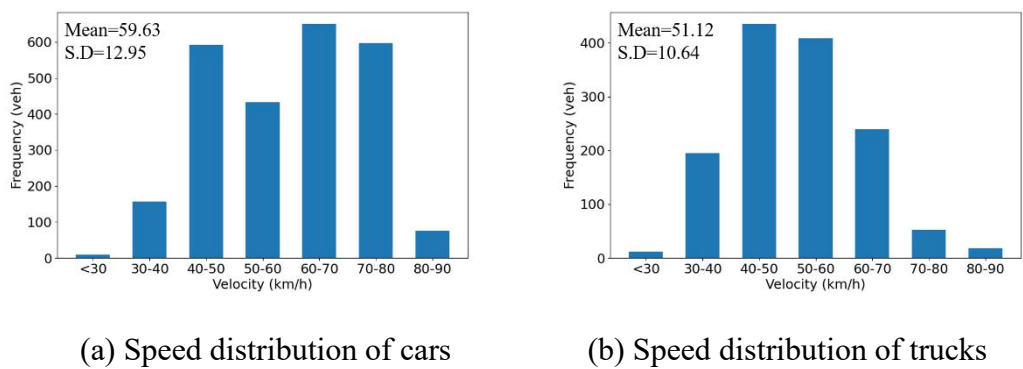 Mean=59.63
S.D=12.95
Frequency (veh)
600
500
400
300
200
100
0
<30 30-40 40-50 50-60 60-70 70-80 80-90
Velocity (km/h)
(a) Speed distribution of cars
Mean=51.12
S.D=10.64
Frequency (veh)
400
300
200
100
0
<30 30-40 40-50 50-60 60-70 70-80 80-90
Velocity (km/h)
(b) Speed distribution of trucks